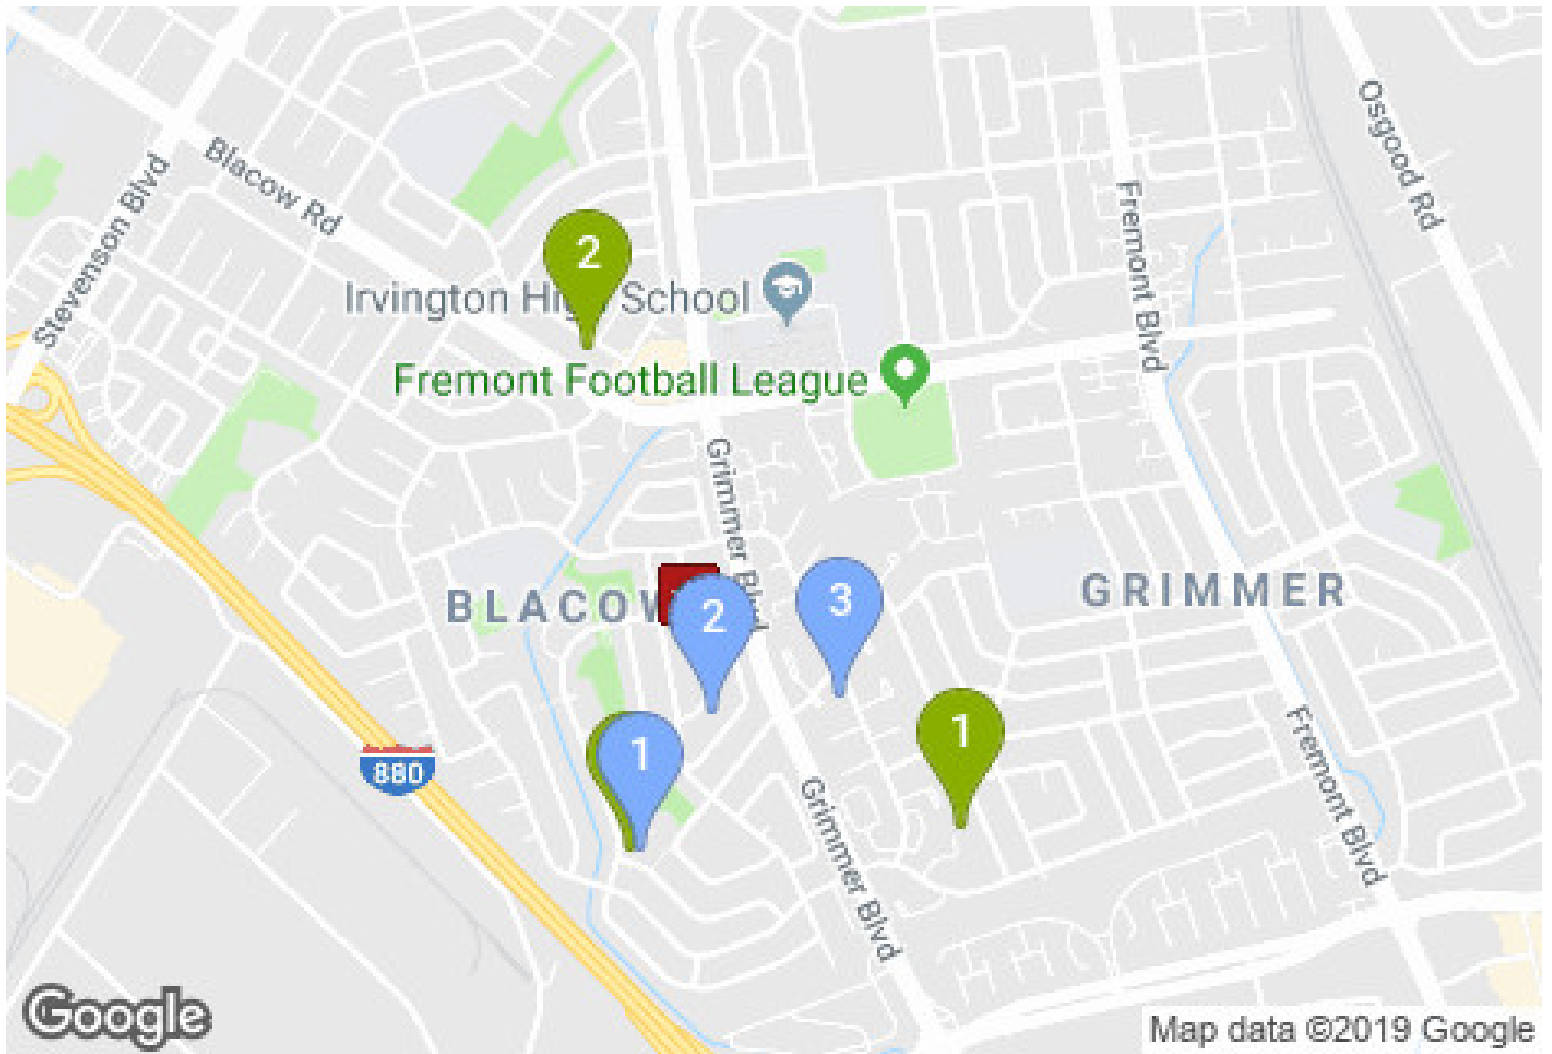 Osgood Rd
Blacow Rd
Stevenson Blvd
Fremont Blvd
2
Irvington High School
Fremont Football League
Grimmer Blvd
BLACOW
2
3
GRIMMER
1
1
880
Grimmer Blvd
Fremont Blvd
Google
Map data ©2019 Google